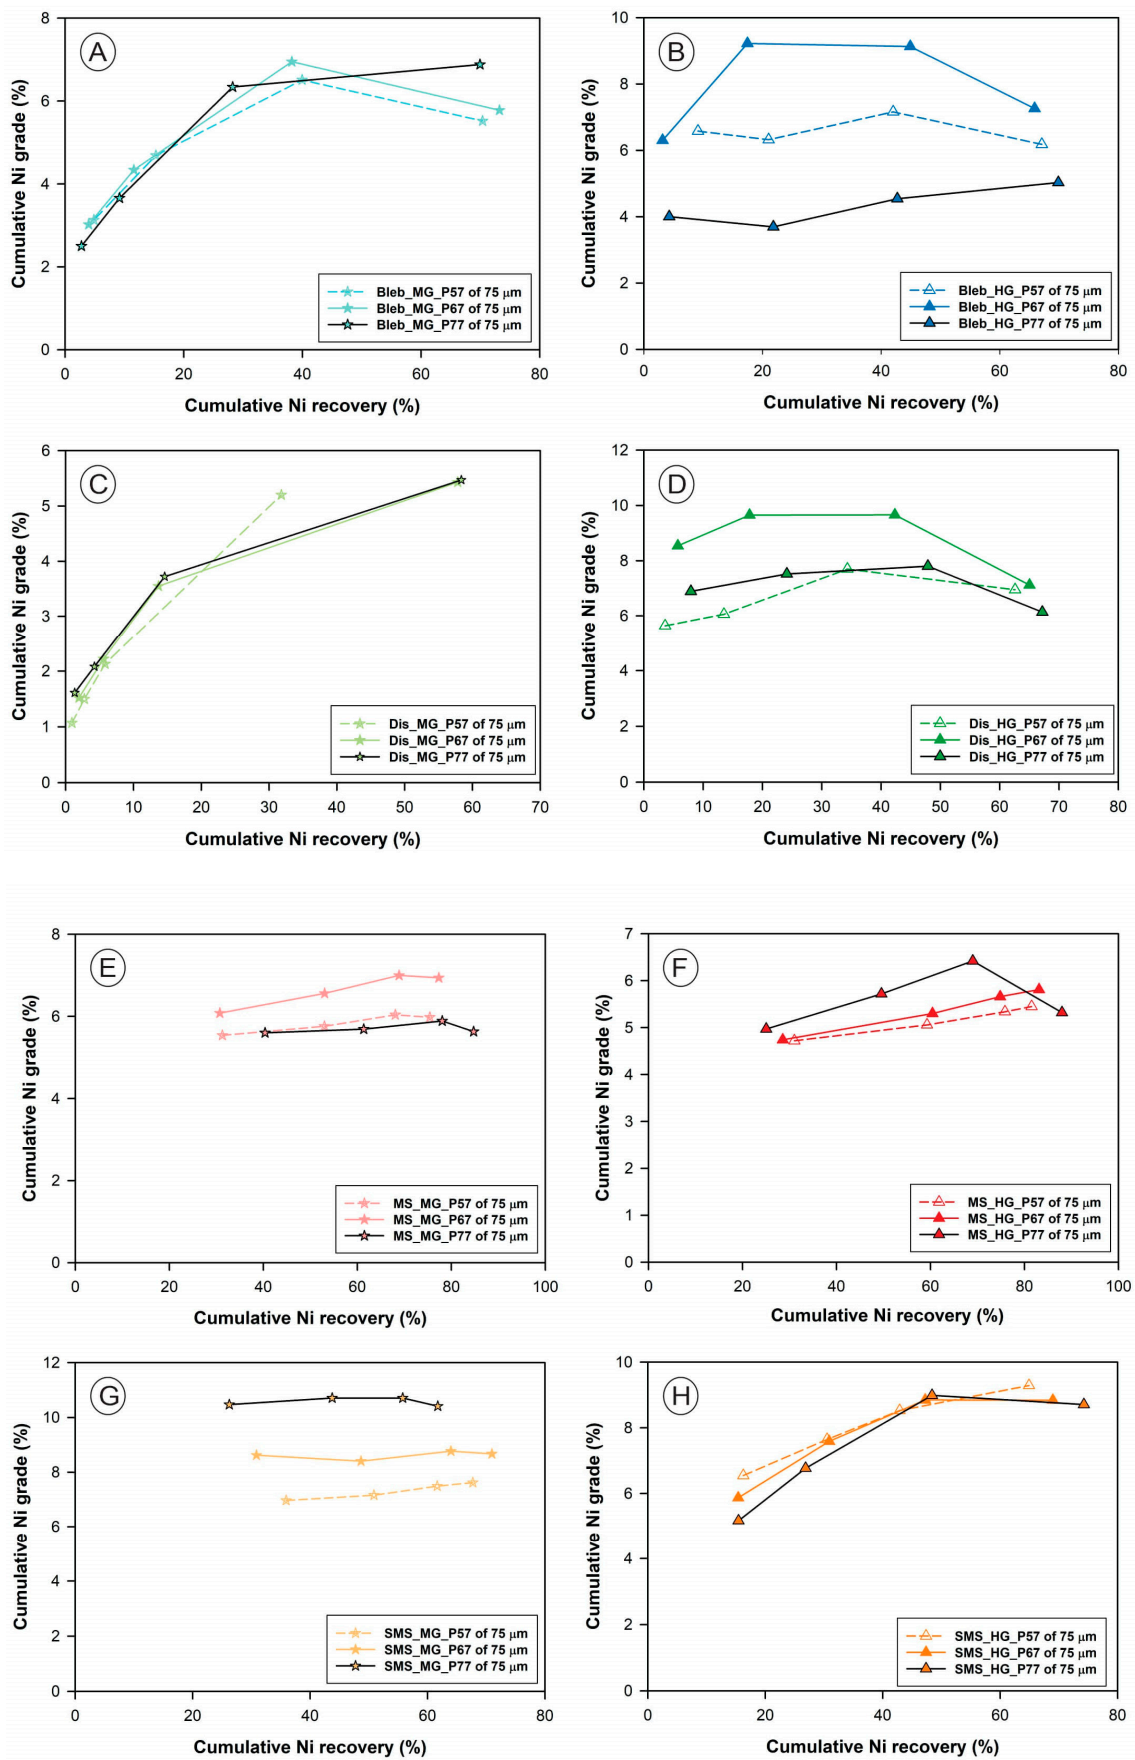 A
Cumulative Ni grade (%)
8
6
4
2
0
Bleb_MG_P57 of 75 μm
Bleb_MG_P67 of 75 μm
Bleb_MG_P77 of 75 μm
0 20 40 60 80
Cumulative Ni recovery (%)
B
Cumulative Ni grade (%)
10
8
6
4
2
0
Bleb_HG_P57 of 75 μm
Bleb_HG_P67 of 75 μm
Bleb_HG_P77 of 75 μm
0 20 40 60 80
Cumulative Ni recovery (%)
C
Cumulative Ni grade (%)
6
5
4
3
2
1
0
Dis_MG_P57 of 75 μm
Dis_MG_P67 of 75 μm
Dis_MG_P77 of 75 μm
0 10 20 30 40 50 60 70
Cumulative Ni recovery (%)
D
Cumulative Ni grade (%)
12
10
8
6
4
2
0
Dis_HG_P57 of 75 μm
Dis_HG_P67 of 75 μm
Dis_HG_P77 of 75 μm
0 10 20 30 40 50 60 70 80
Cumulative Ni recovery (%)
E
Cumulative Ni grade (%)
8
6
4
2
0
MS_MG_P57 of 75 μm
MS_MG_P67 of 75 μm
MS_MG_P77 of 75 μm
0 20 40 60 80 100
Cumulative Ni recovery (%)
F
Cumulative Ni grade (%)
7
6
5
4
3
2
1
0
MS_HG_P57 of 75 μm
MS_HG_P67 of 75 μm
MS_HG_P77 of 75 μm
0 20 40 60 80 100
Cumulative Ni recovery (%)
G
Cumulative Ni grade (%)
12
10
8
6
4
2
0
SMS_MG_P57 of 75 μm
SMS_MG_P67 of 75 μm
SMS_MG_P77 of 75 μm
0 20 40 60 80
Cumulative Ni recovery (%)
H
Cumulative Ni grade (%)
10
8
6
4
2
0
SMS_HG_P57 of 75 μm
SMS_HG_P67 of 75 μm
SMS_HG_P77 of 75 μm
0 20 40 60 80
Cumulative Ni recovery (%)